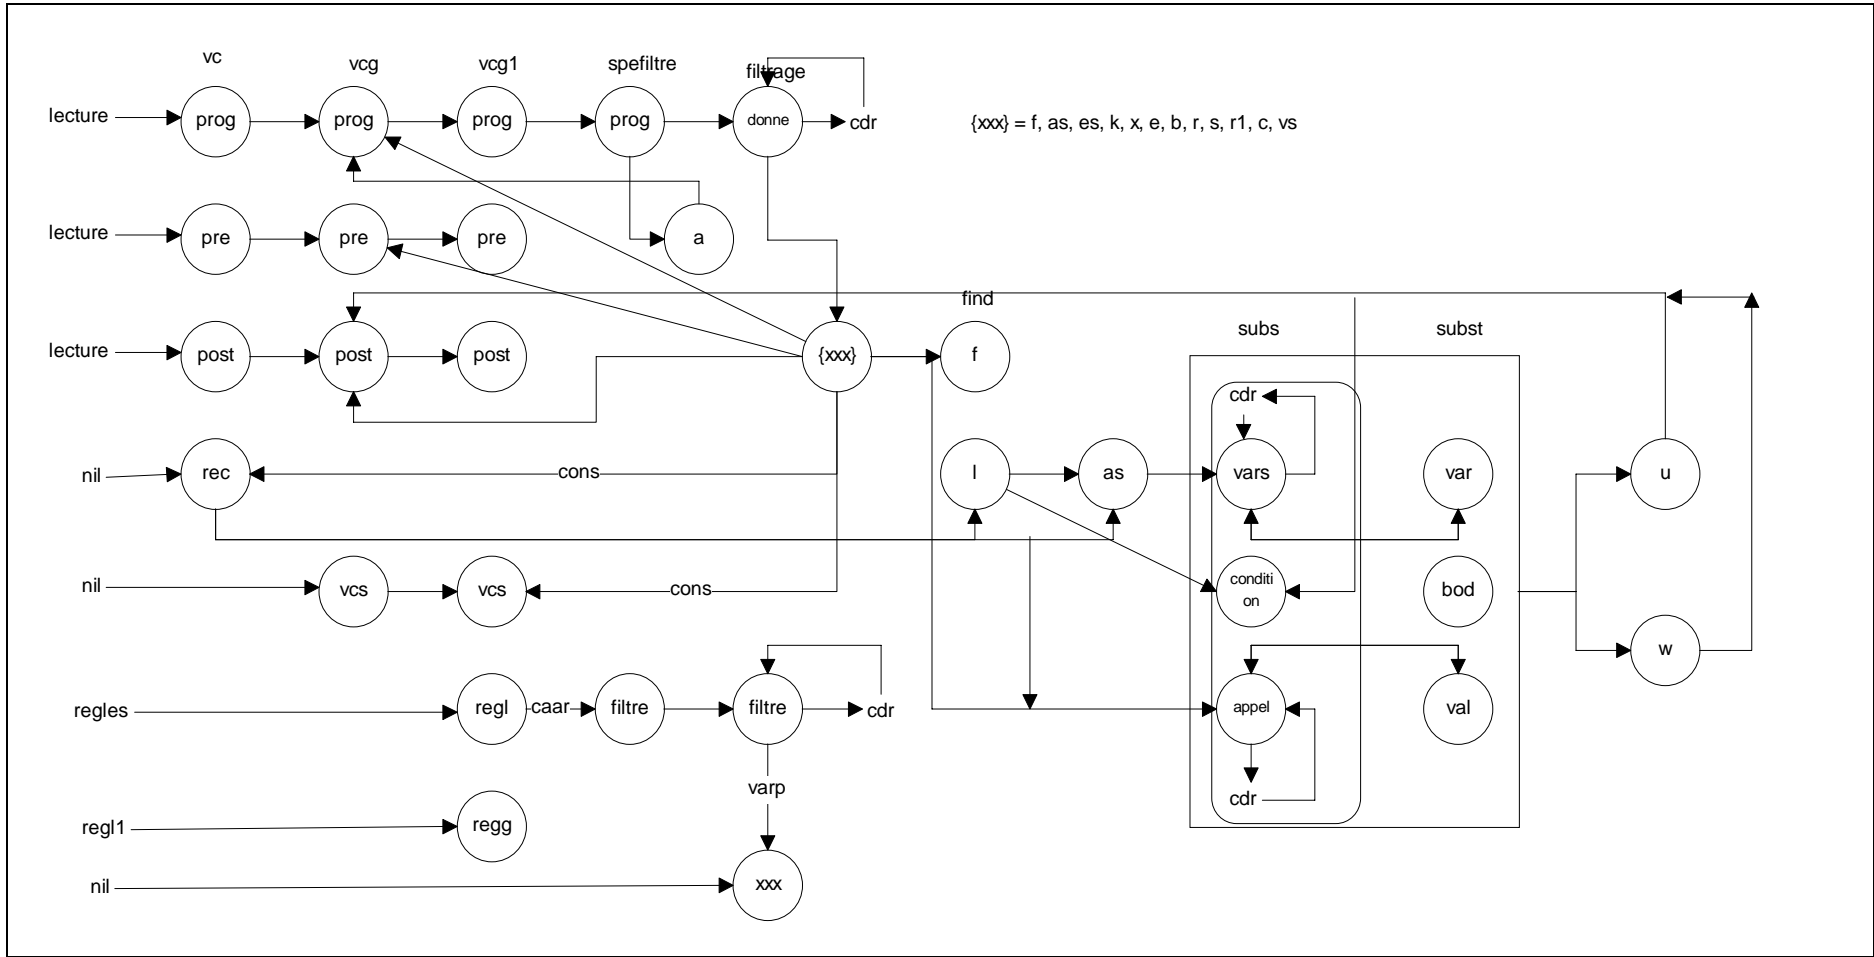 vc
vcg
vcg1
spefiltre
filtrage
lecture
prog
prog
prog
prog
donne
cdr
{xxx} = f, as, es, k, x, e, b, r, s, r1, c, vs
lecture
pre
pre
pre
a
find
subs
subst
lecture
post
post
post
{xxx}
f
cdr
nil
rec
cons
l
as
vars
var
u
nil
vcs
vcs
cons
conditi
on
bod
w
regles
regl
caar
filtre
filtre
cdr
appel
val
varp
cdr
regl1
regg
nil
xxx